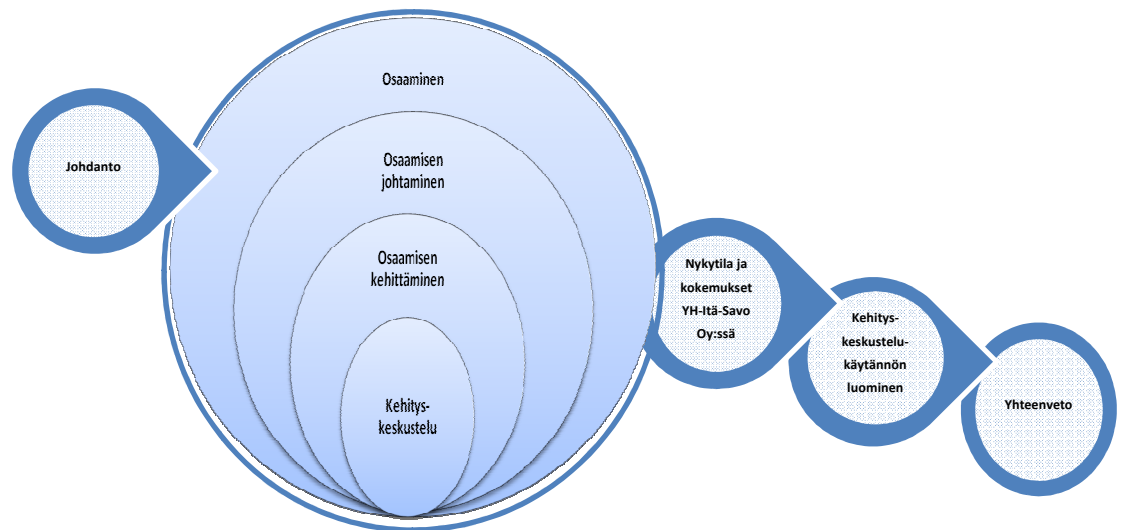 Johdanto
Osaaminen
Osaamisen
johtaminen
Osaamisen
kehittäminen
Kehitys-
keskustelu
Nykytila ja
kokemukset
YH-Itä-Savo
Oy:ssä
Kehitys-
keskustelu-
käytännön
luominen
Yhteenveto